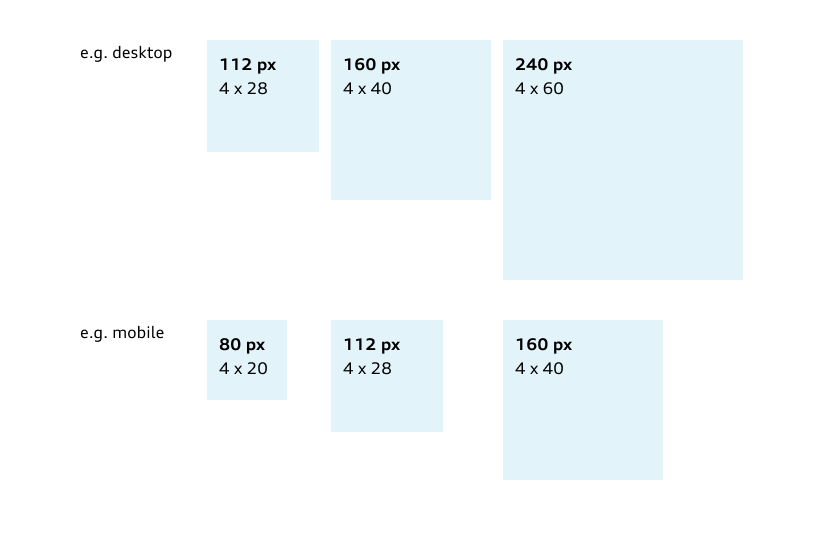 e.g. desktop
112 px
4 x 28
160 px
4 x 40
240 px
4 x 60
e.g. mobile
80 px
4 x 20
112 px
4 x 28
160 px
4 x 40